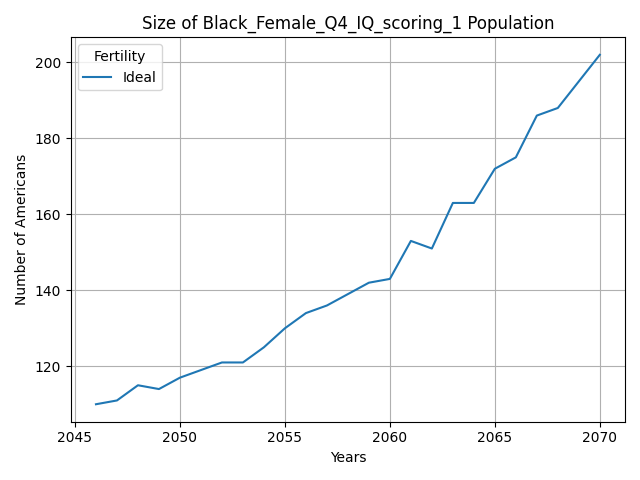 Size of Black_Female_Q4_IQ_scoring_1 Population
Fertility
Ideal
Number of Americans
200
180
160
140
120
2045 2050 2055 2060 2065 2070
Years